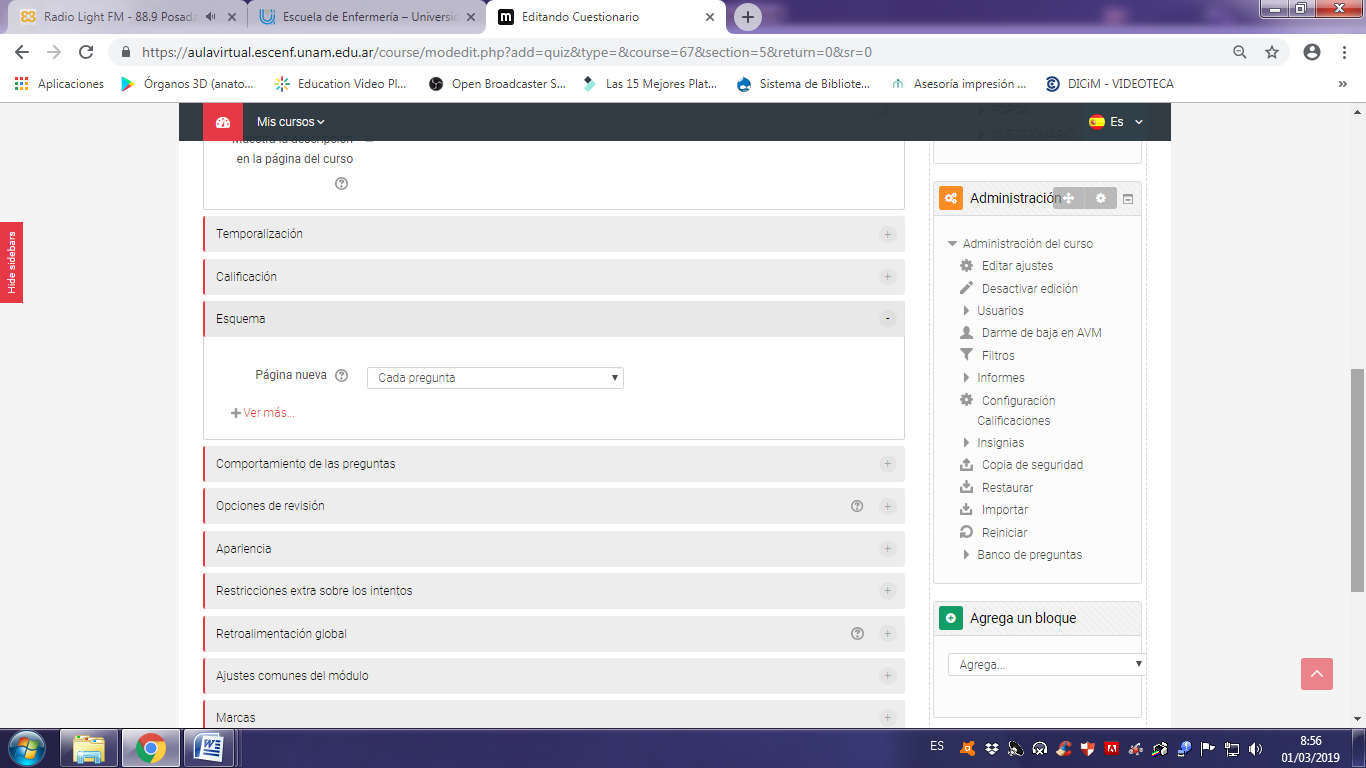 Radio Light FM - 88.9 Posada
Escuela de Enfermería – Universid
Editando Cuestionario
https://aulavirtual.escenf.unam.edu.ar/course/modedit.php?add=quiz&type=&course=67&section=5&return=0&sr=0
Aplicaciones
Órganos 3D (anato...
Education Video Pl...
Open Broadcaster S...
Las 15 Mejores Plat...
Sistema de Bibliote...
Asesoría impresión ...
DICiM - VIDEOTECA
Mis cursos
Es
Hide sidebars
Muestra la descripción
en la página del curso
Temporalización
Calificación
Esquema
Página nueva
Cada pregunta
Ver más...
Comportamiento de las preguntas
Opciones de revisión
Apariencia
Restricciones extra sobre los intentos
Retroalimentación global
Ajustes comunes del módulo
Marcas
Administración
Administración del curso
Editar ajustes
Desactivar edición
Usuarios
Darme de baja en AVM
Filtros
Informes
Configuración
Calificaciones
Insignias
Copia de seguridad
Restaurar
Importar
Reiniciar
Banco de preguntas
Agrega un bloque
Agrega...
ES
8:56
01/03/2019